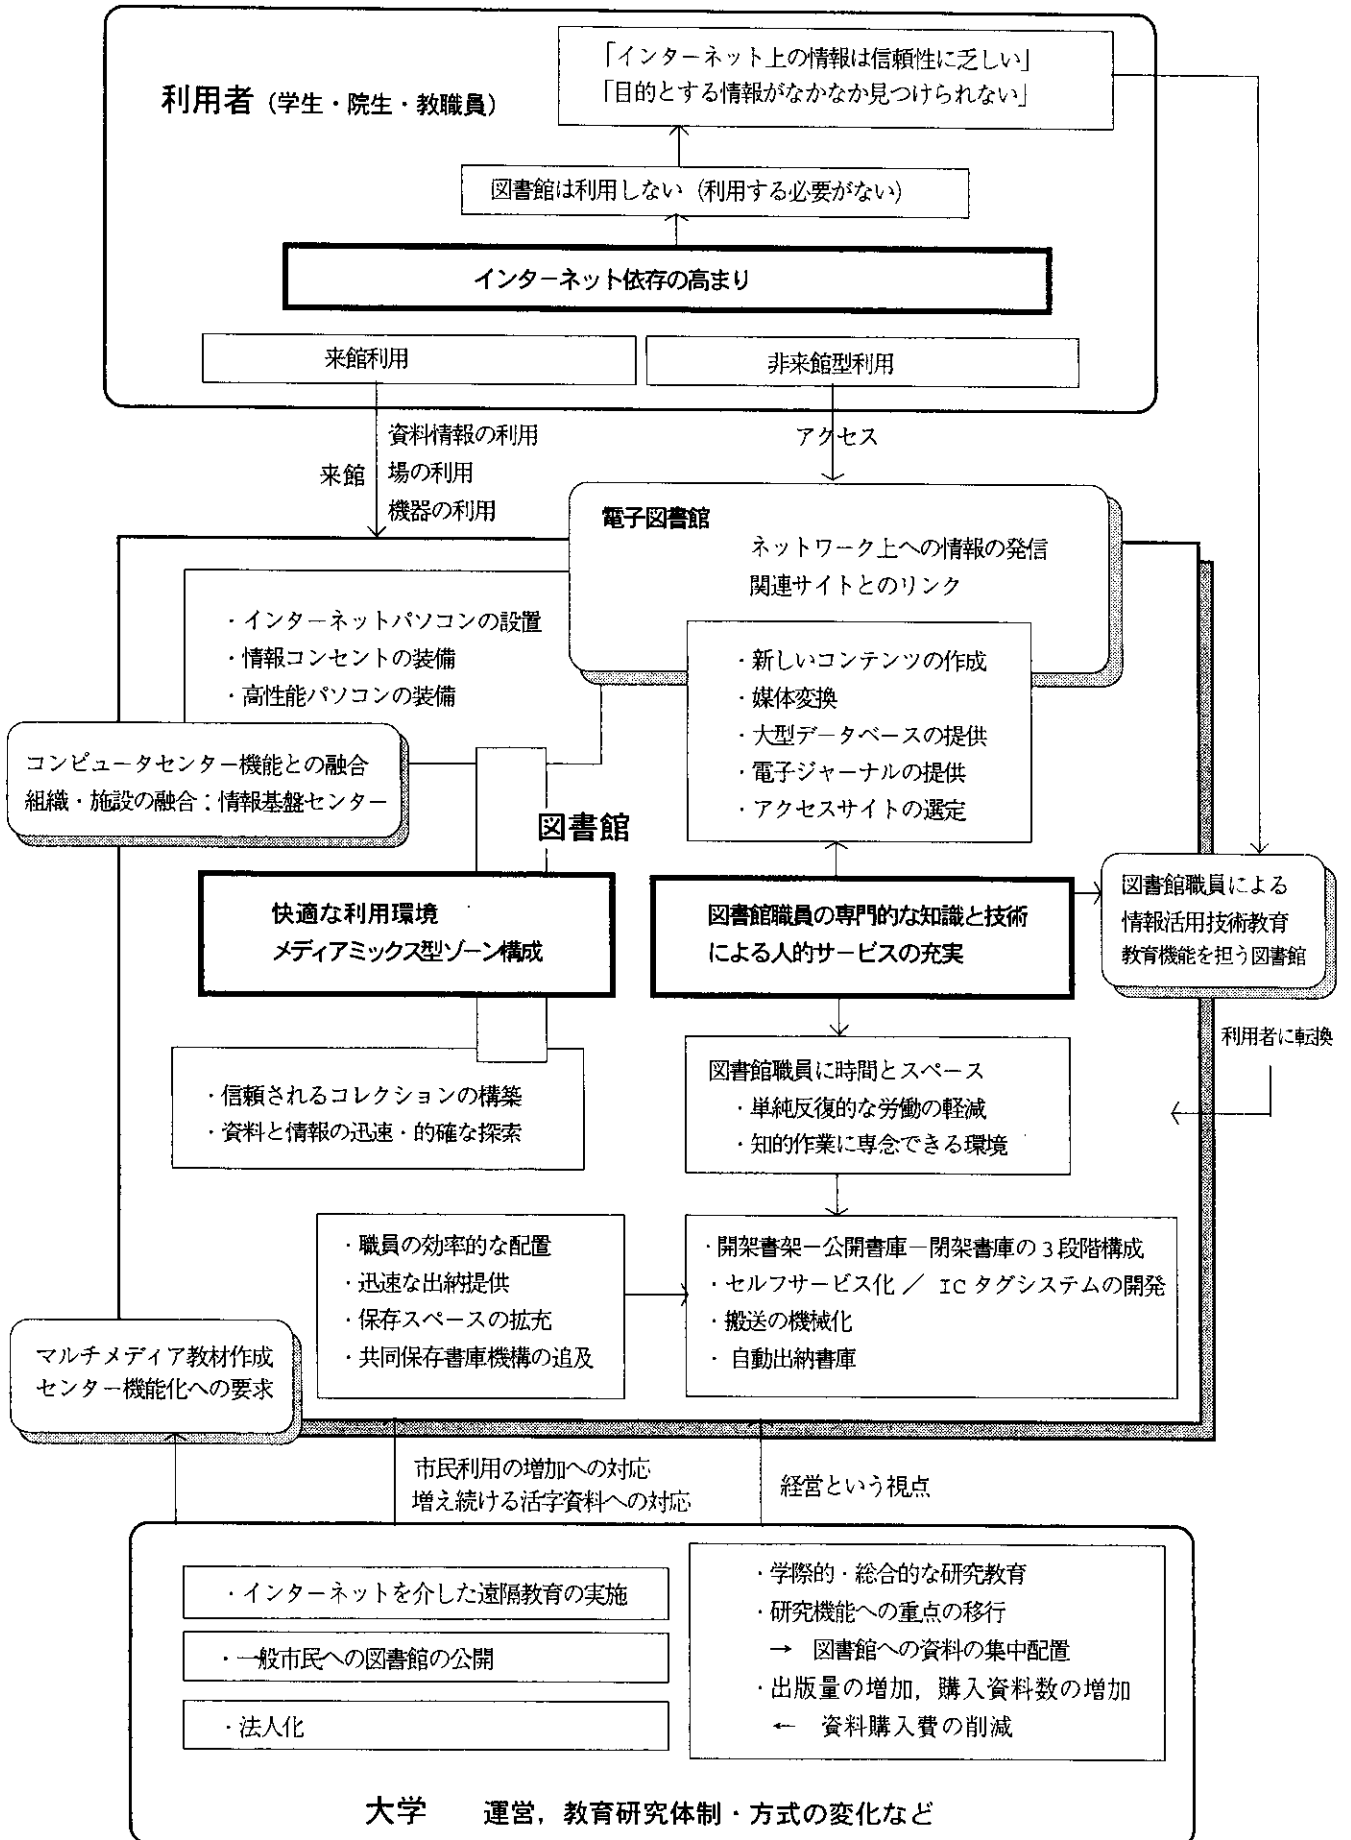 「インターネット上の情報は信頼性に乏しい」
「目的とする情報がなかなか見つけられない」
利用者（学生・院生・教職員）
図書館は利用しない（利用する必要がない）
インターネット依存の高まり
来館利用
非来館型利用
資料情報の利用
来館 場の利用
機器の利用
アクセス
電子図書館
ネットワーク上への情報の発信
関連サイトとのリンク
・インターネットパソコンの設置
・情報コンセントの装備
・高性能パソコンの装備
・新しいコンテンツの作成
・媒体変換
・大型データベースの提供
・電子ジャーナルの提供
・アクセスサイトの選定
コンピュータセンター機能との融合
組織・施設の融合：情報基盤センター
図書館
快適な利用環境
メディアミックス型ゾーン構成
図書館職員の専門的な知識と技術
による人的サービスの充実
図書館職員による
情報活用技術教育
教育機能を担う図書館
利用者に転換
・信頼されるコレクションの構築
・資料と情報の迅速・的確な探索
図書館職員に時間とスペース
・単純反復的な労働の軽減
・知的作業に専念できる環境
・職員の効率的な配置
・迅速な出納提供
・保存スペースの拡充
・共同保存書庫機構の追及
・開架書架－公開書庫－閉架書庫の３段階構成
・セルフサービス化 ／ IC タグシステムの開発
・搬送の機械化
・自動出納書庫
マルチメディア教材作成
センター機能化への要求
市民利用の増加への対応
増え続ける活字資料への対応
経営という視点
・インターネットを介した遠隔教育の実施
・一般市民への図書館の公開
・法人化
・学際的・総合的な研究教育
・研究機能への重点の移行
→ 図書館への資料の集中配置
・出版量の増加，購入資料数の増加
← 資料購入費の削減
大学 運営，教育研究体制・方式の変化など